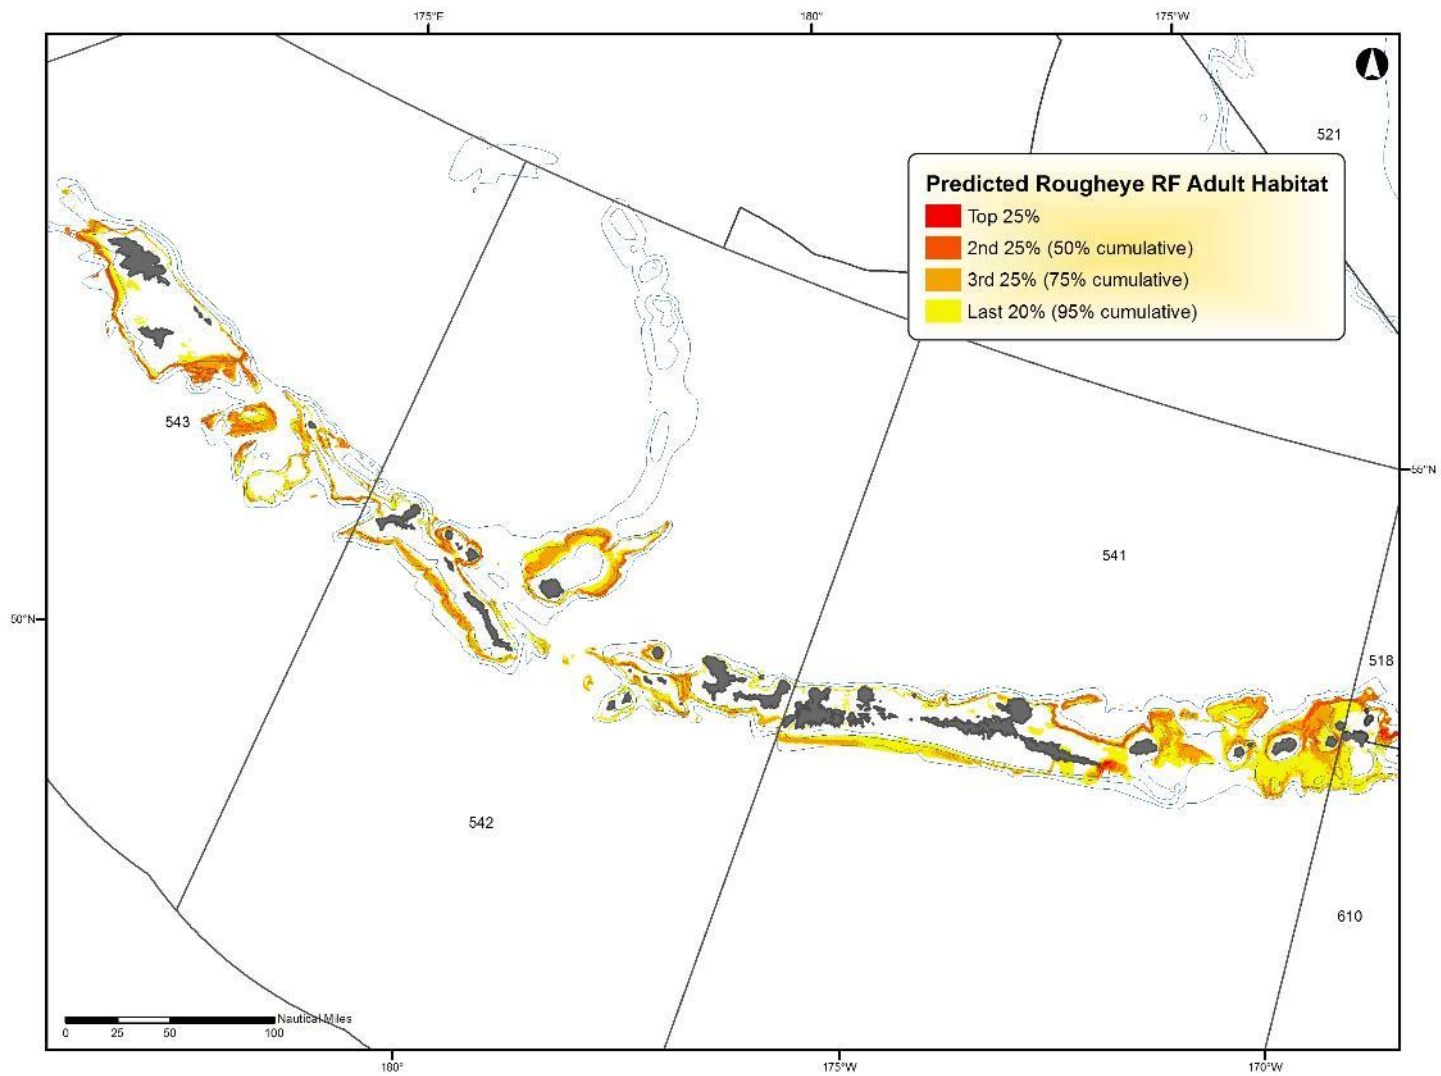 175°E 180° 175°W
521
Predicted Rougheye RF Adult Habitat
Top 25%
2nd 25% (50% cumulative)
3rd 25% (75% cumulative)
Last 20% (95% cumulative)
543
55°N
541
50°N
518
542
610
Nautical Miles
0 25 50 100
180° 175°W 170°W